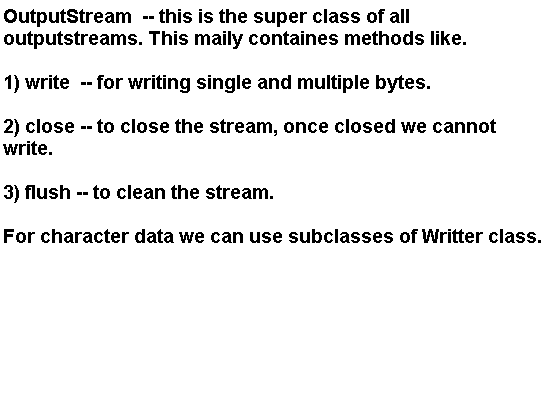 OutputStream  -- this is the super class of all
outputstreams. This maily containes methods like.
1) write  -- for writing single and multiple bytes.
2) close -- to close the stream, once closed we cannot
write.
3) flush -- to clean the stream.
For character data we can use subclasses of Writter class.